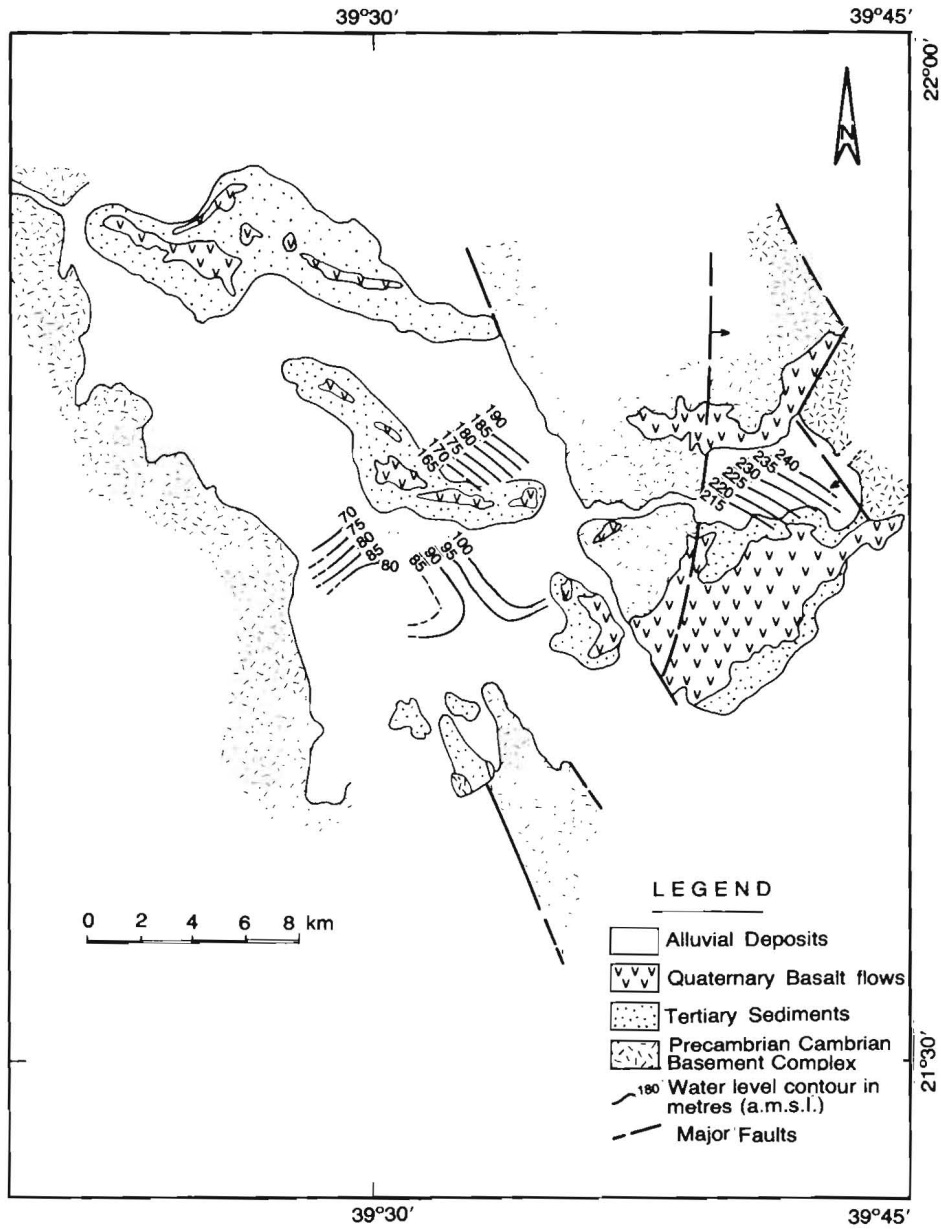 39°30′ 39°45′
22°00′
N
190
185
180
175
170
165
240
235
230
225
220
215
70
75
80
85
80
85
90
95
100
LEGEND
0 2 4 6 8 km
Alluvial Deposits
Quaternary Basalt flows
Tertiary Sediments
Precambrian Cambrian
Basement Complex
180 Water level contour in
metres (a.m.s.l.)
Major Faults
21°30′
39°30′ 39°45′